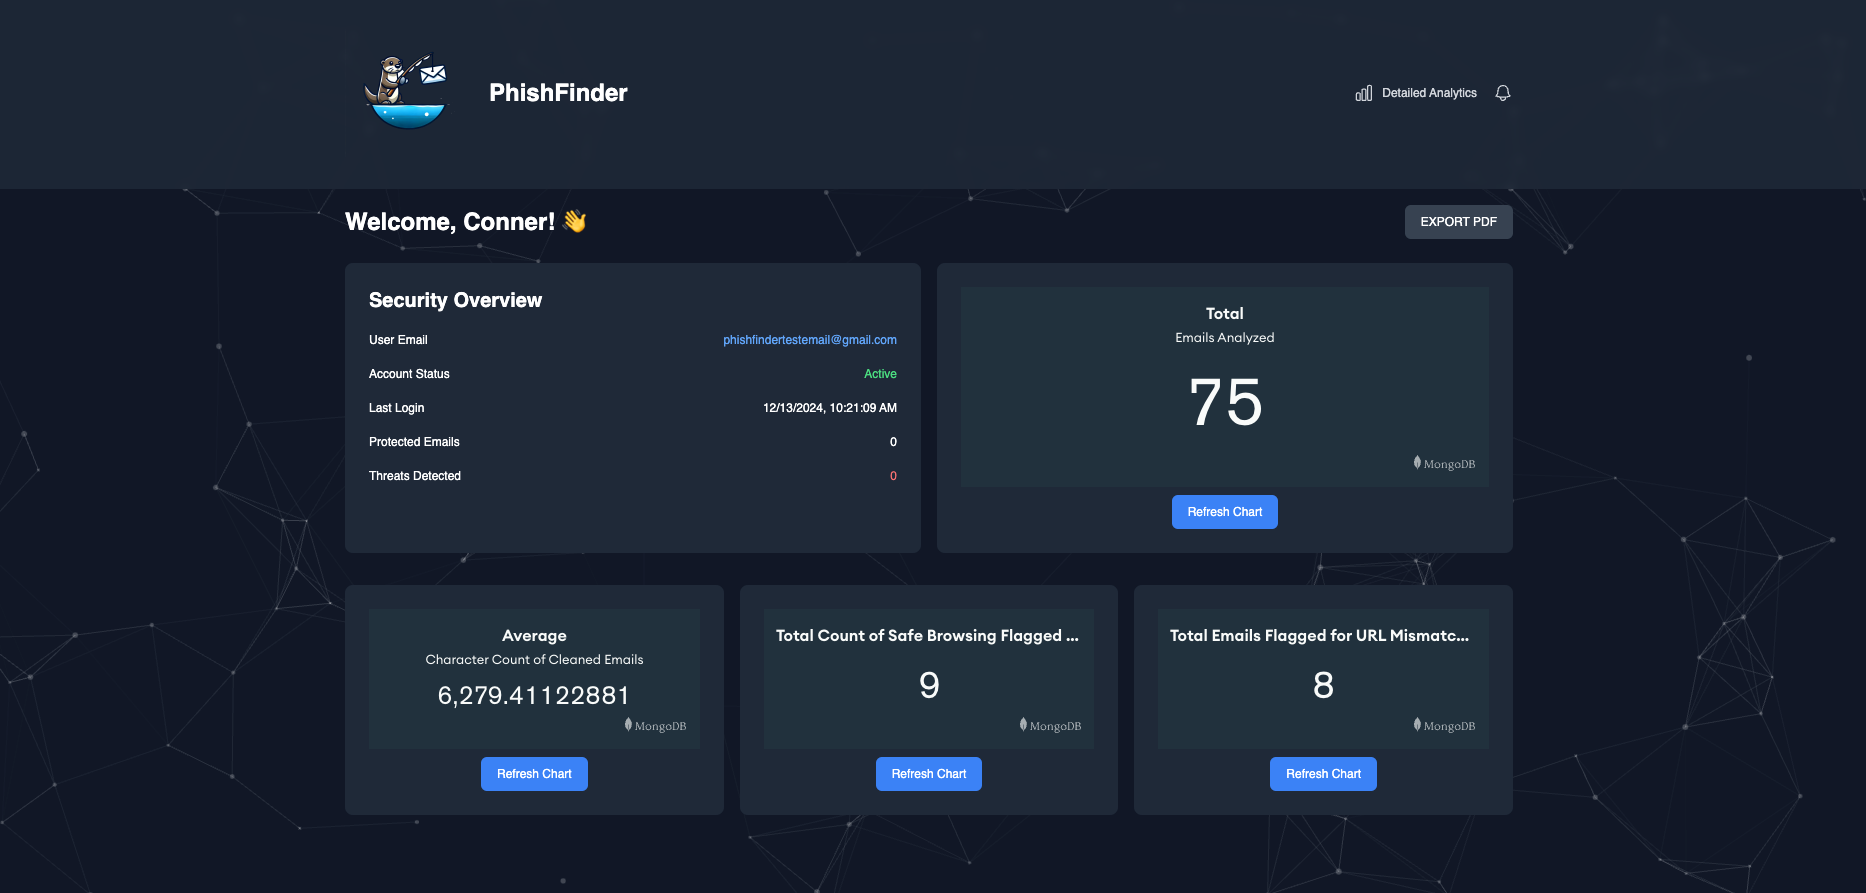 PhishFinder
Detailed Analytics
Welcome, Conner! 👋
EXPORT PDF
Security Overview
User Email phishfindertestemail@gmail.com
Account Status Active
Last Login 12/13/2024, 10:21:09 AM
Protected Emails 0
Threats Detected 0
Total
Emails Analyzed
75
MongoDB
Refresh Chart
Average
Character Count of Cleaned Emails
6,279.41122881
MongoDB
Refresh Chart
Total Count of Safe Browsing Flagged ...
9
MongoDB
Refresh Chart
Total Emails Flagged for URL Mismatc...
8
MongoDB
Refresh Chart